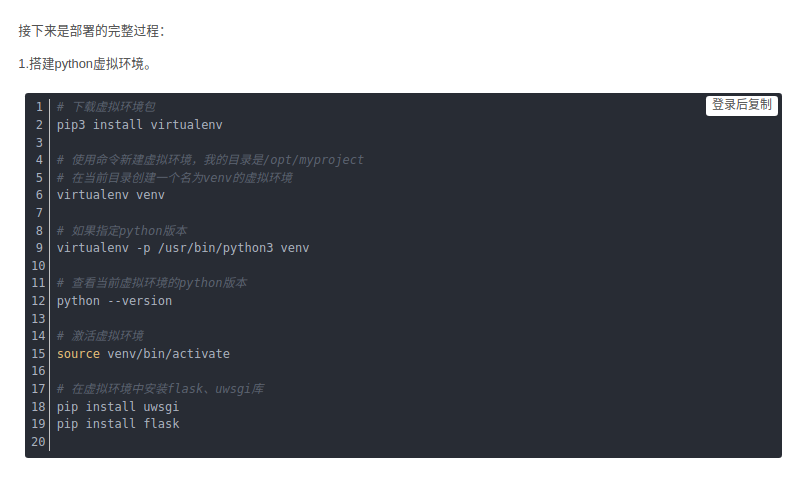 接下来是部署的完整过程：
1.搭建python虚拟环境。
登录后复制
1 # 下载虚拟环境包
2 pip3 install virtualenv
3
4 # 使用命令新建虚拟环境，我的目录是/opt/myproject
5 # 在当前目录创建一个名为venv的虚拟环境
6 virtualenv venv
7
8 # 如果指定python版本
9 virtualenv -p /usr/bin/python3 venv
10
11 # 查看当前虚拟环境的python版本
12 python --version
13
14 # 激活虚拟环境
15 source venv/bin/activate
16
17 # 在虚拟环境中安装flask、uwsgi库
18 pip install uwsgi
19 pip install flask
20